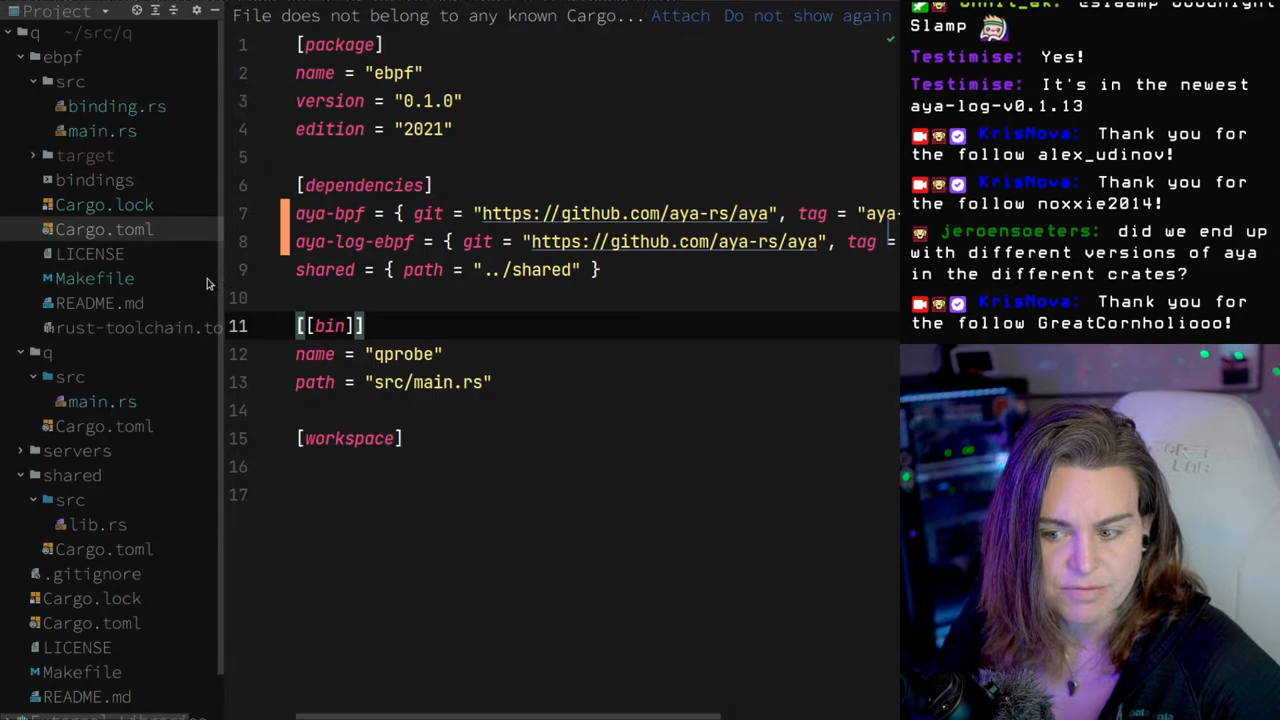 Project
q ~/src/q
ebpf
src
binding.rs
main.rs
target
bindings
Cargo.lock
Cargo.toml
LICENSE
Makefile
README.md
rust-toolchain.to
q
src
main.rs
Cargo.toml
servers
shared
src
lib.rs
Cargo.toml
.gitignore
Cargo.lock
Cargo.toml
LICENSE
Makefile
README.md
External Libraries
File does not belong to any known Cargo... Attach Do not show again
1 [package]
2 name = "ebpf"
3 version = "0.1.0"
4 edition = "2021"
5
6 [dependencies]
7 aya-bpf = { git = "https://github.com/aya-rs/aya", tag = "aya-
8 aya-log-ebpf = { git = "https://github.com/aya-rs/aya", tag =
9 shared = { path = "../shared" }
10
11 [[bin]]
12 name = "qprobe"
13 path = "src/main.rs"
14
15 [workspace]
16
17
Slamp
Testimise: Yes!
Testimise: It's in the newest
aya-log-v0.1.13
KrisNova: Thank you for
the follow alex_udinov!
KrisNova: Thank you for
the follow noxxie2014!
jeroensoeters: did we end up
with different versions of aya
in the different crates?
KrisNova: Thank you for
the follow GreatCornholiooo!